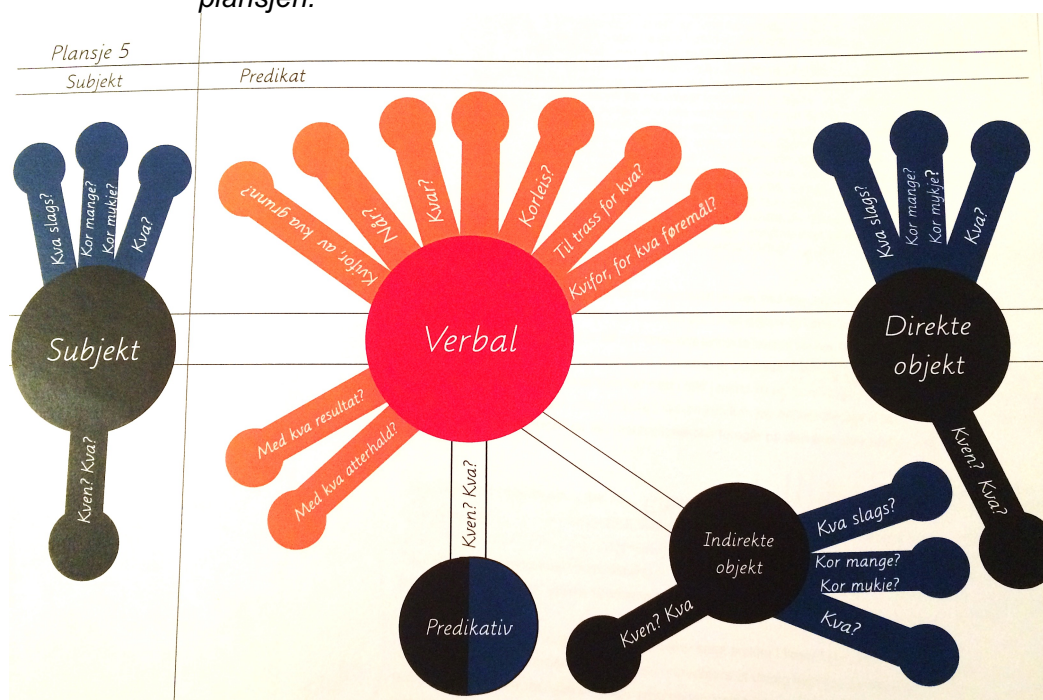 plansjen.
Plansje 5
Subjekt
Predikat
Kva slags?
Kor mange?
Kor mykje?
Kva?
Subjekt
Kven? Kva?
Kvifor, av kva grunn?
Når?
Kvar?
Korleis?
Til trass for kva?
Kvifor, for kva føremål?
Verbal
Med kva resultat?
Med kva atterhald?
Kven? Kva?
Predikativ
Kva slags?
Kor mange?
Kor mykje?
Kva?
Direkte
objekt
Kven? Kva?
Indirekte
objekt
Kva slags?
Kor mange?
Kor mykje?
Kva?
Kven? Kva